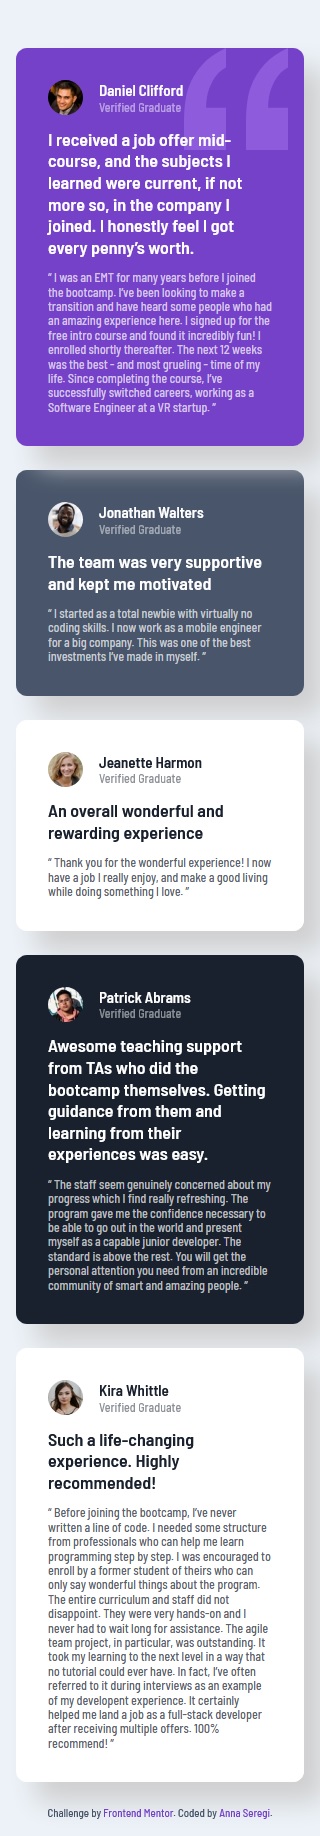 Daniel Clifford
Verified Graduate
I received a job offer mid-
course, and the subjects I
learned were current, if not
more so, in the company I
joined. I honestly feel I got
every penny’s worth.
“ I was an EMT for many years before I joined
the bootcamp. I’ve been looking to make a
transition and have heard some people who had
an amazing experience here. I signed up for the
free intro course and found it incredibly fun! I
enrolled shortly thereafter. The next 12 weeks
was the best - and most grueling - time of my
life. Since completing the course, I’ve
successfully switched careers, working as a
Software Engineer at a VR startup. ”
Jonathan Walters
Verified Graduate
The team was very supportive
and kept me motivated
“ I started as a total newbie with virtually no
coding skills. I now work as a mobile engineer
for a big company. This was one of the best
investments I’ve made in myself. ”
Jeanette Harmon
Verified Graduate
An overall wonderful and
rewarding experience
“ Thank you for the wonderful experience! I now
have a job I really enjoy, and make a good living
while doing something I love. ”
Patrick Abrams
Verified Graduate
Awesome teaching support
from TAs who did the
bootcamp themselves. Getting
guidance from them and
learning from their
experiences was easy.
“ The staff seem genuinely concerned about my
progress which I find really refreshing. The
program gave me the confidence necessary to
be able to go out in the world and present
myself as a capable junior developer. The
standard is above the rest. You will get the
personal attention you need from an incredible
community of smart and amazing people. ”
Kira Whittle
Verified Graduate
Such a life-changing
experience. Highly
recommended!
“ Before joining the bootcamp, I’ve never
written a line of code. I needed some structure
from professionals who can help me learn
programming step by step. I was encouraged to
enroll by a former student of theirs who can
only say wonderful things about the program.
The entire curriculum and staff did not
disappoint. They were very hands-on and I
never had to wait long for assistance. The agile
team project, in particular, was outstanding. It
took my learning to the next level in a way that
no tutorial could ever have. In fact, I’ve often
referred to it during interviews as an example
of my developent experience. It certainly
helped me land a job as a full-stack developer
after receiving multiple offers. 100%
recommend! ”
Challenge by Frontend Mentor. Coded by Anna Seregi.